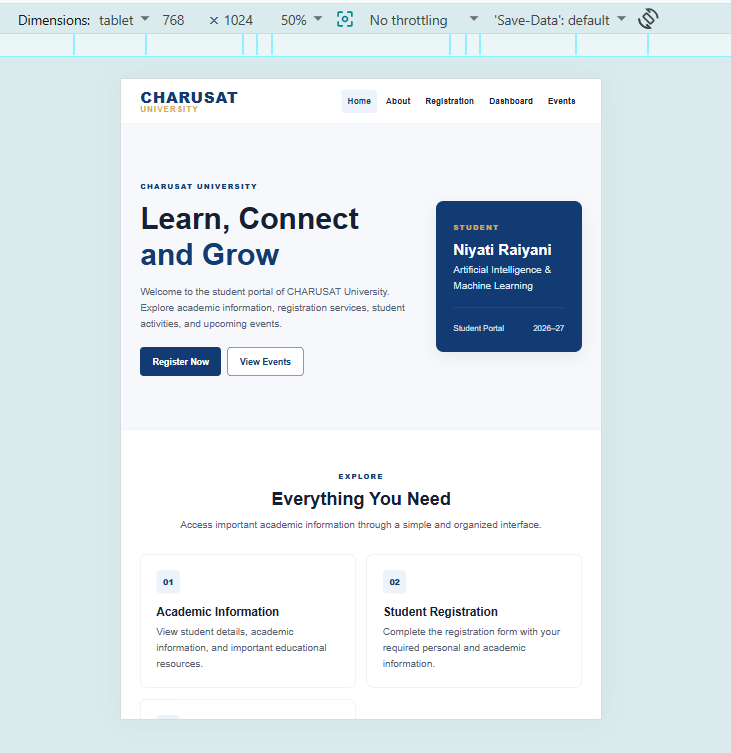 Dimensions: tablet 768 × 1024 50% No throttling 'Save-Data': default
CHARUSAT
UNIVERSITY
Home About Registration Dashboard Events
CHARUSAT UNIVERSITY
Learn, Connect
and Grow
Welcome to the student portal of CHARUSAT University.
Explore academic information, registration services, student
activities, and upcoming events.
Register Now View Events
STUDENT
Niyati Raiyani
Artificial Intelligence &
Machine Learning
Student Portal 2026–27
EXPLORE
Everything You Need
Access important academic information through a simple and organized interface.
01
Academic Information
View student details, academic
information, and important educational
resources.
02
Student Registration
Complete the registration form with your
required personal and academic
information.